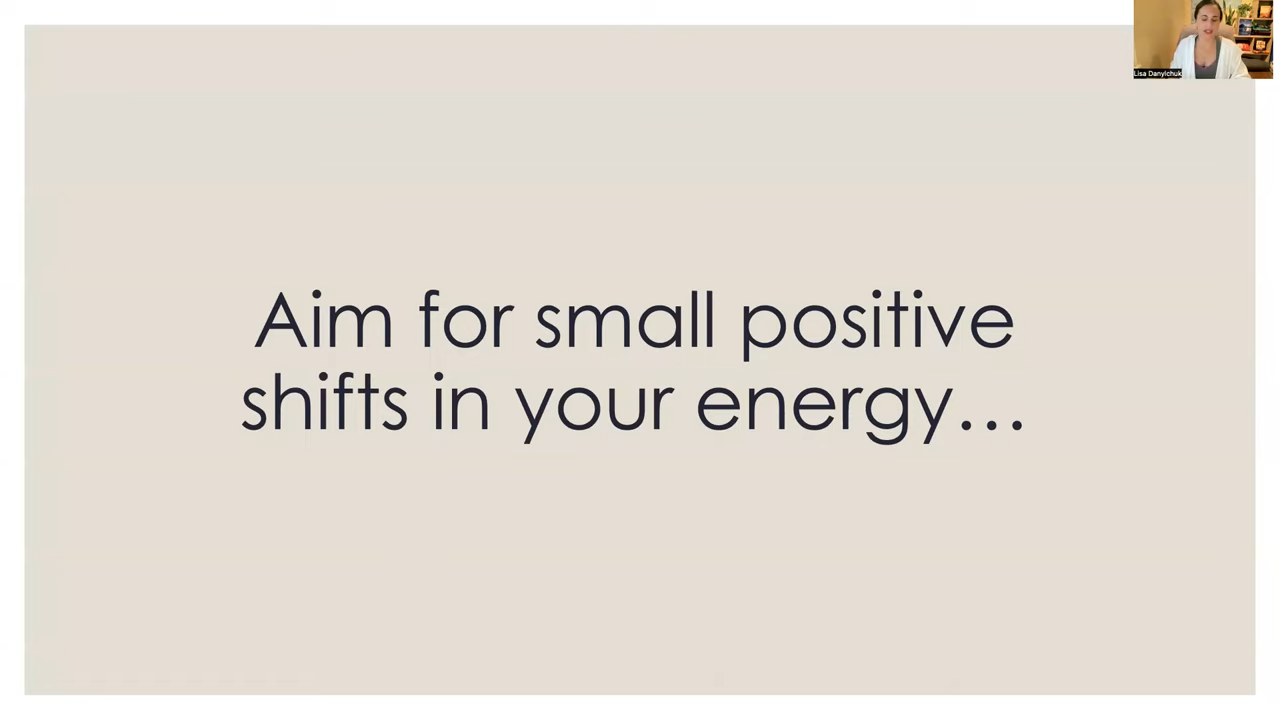 Lisa Danylchuk
Aim for small positive
shifts in your energy…